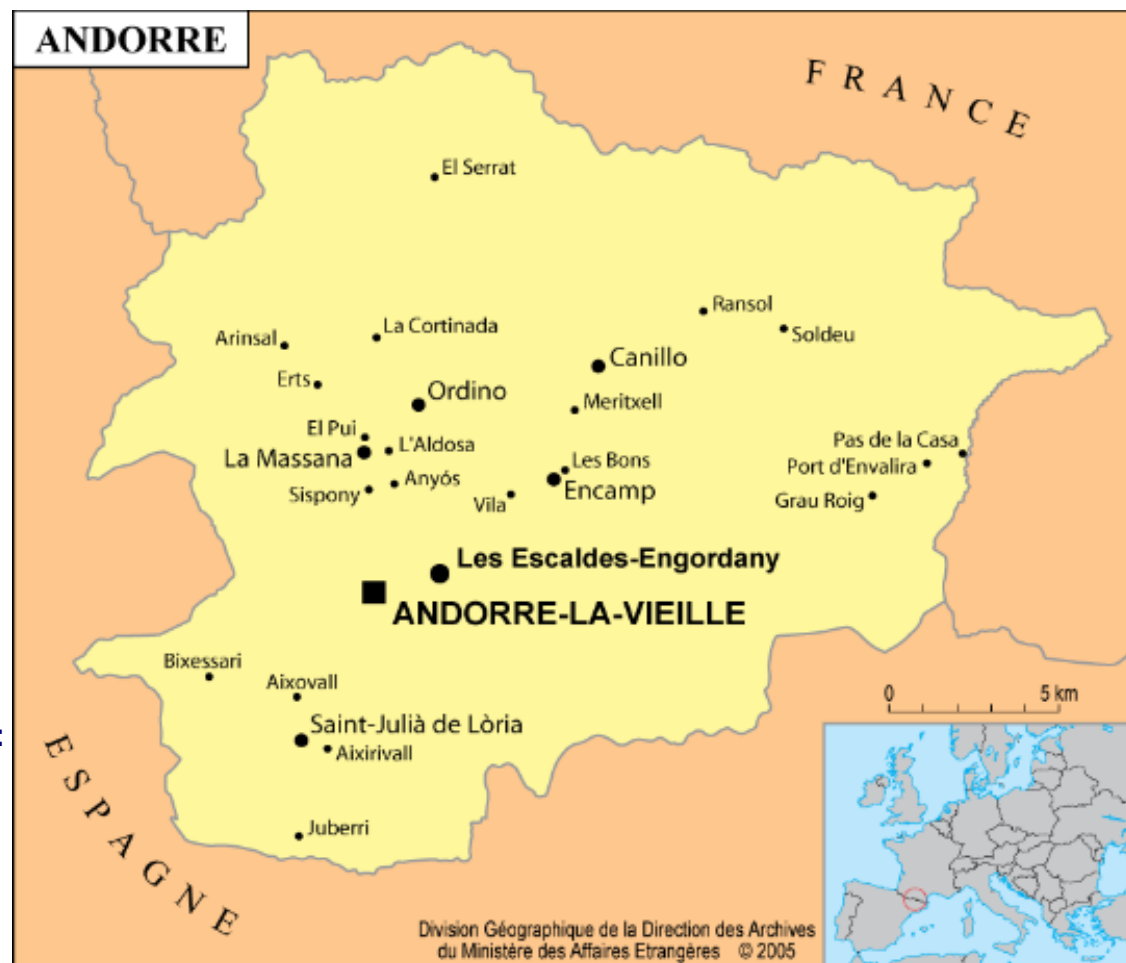 ANDORRE
FRANCE
El Serrat
Ransol
La Cortinada
Soldeu
Arinsal
Canillo
Erts
Ordino
Meritxell
El Pui
L'Aldosa
Pas de la Casa
La Massana
Les Bons
Port d'Envalira
Anyós
Encamp
Sispony
Vila
Grau Roig
Les Escaldes-Engordany
ANDORRE-LA-VIEILLE
Bixessari
Aixovall
0 5 km
Saint-Julià de Lòria
Aixirivall
:
ESPAGNE
Juberri
Division Géographique de la Direction des Archives
du Ministère des Affaires Etrangères © 2005